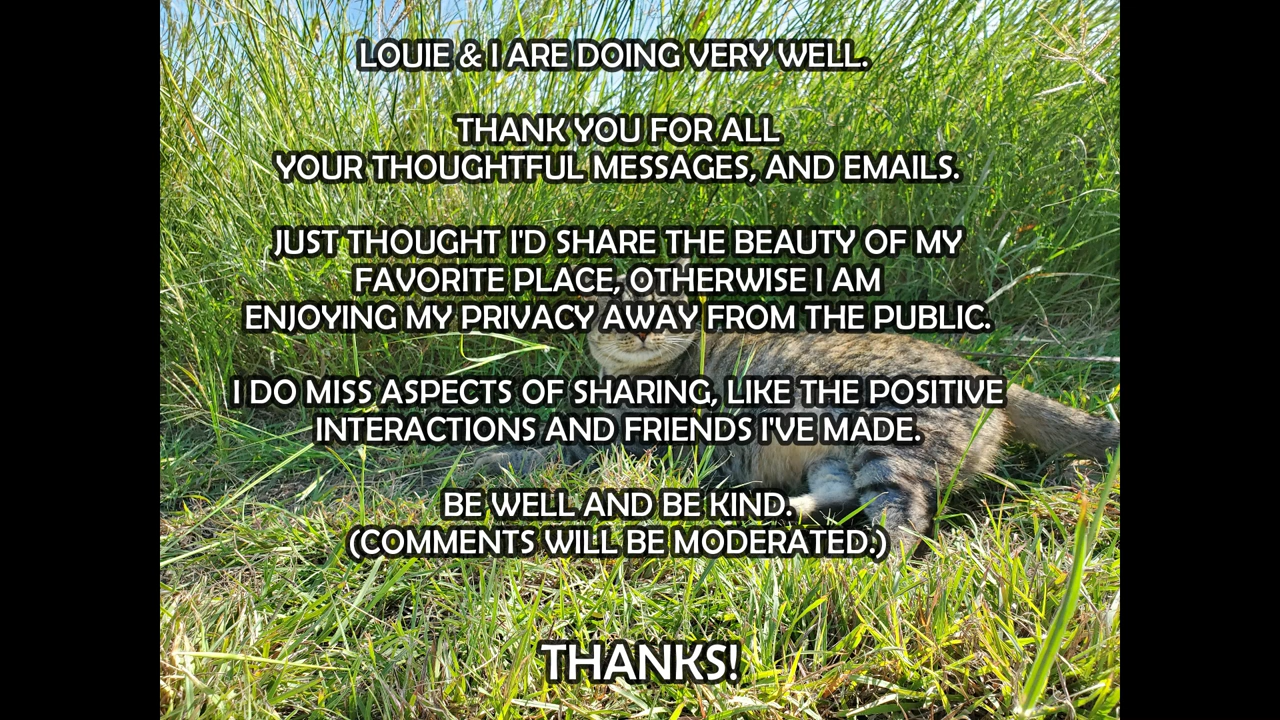 LOUIE & I ARE DOING VERY WELL.
THANK YOU FOR ALL
YOUR THOUGHTFUL MESSAGES, AND EMAILS.
JUST THOUGHT I'D SHARE THE BEAUTY OF MY
FAVORITE PLACE, OTHERWISE I AM
ENJOYING MY PRIVACY AWAY FROM THE PUBLIC.
I DO MISS ASPECTS OF SHARING, LIKE THE POSITIVE
INTERACTIONS AND FRIENDS I'VE MADE.
BE WELL AND BE KIND.
(COMMENTS WILL BE MODERATED.)
THANKS!